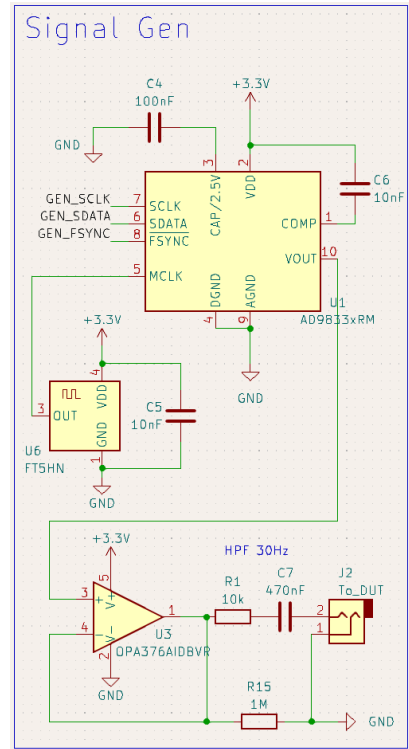 Signal Gen
C4
100nF
+3.3V
GND
3
2
CAP/2.5V
VDD
C6
10nF
GEN_SCLK
7
SCLK
GEN_SDATA
6
SDATA
GEN_FSYNC
8
FSYNC
COMP
1
VOUT
10
5
MCLK
DGND
AGND
4
9
U1
AD9833xRM
+3.3V
GND
4
VDD
3
OUT
GND
1
C5
10nF
U6
FT5HN
GND
+3.3V
HPF 30Hz
5
V+
3
+
4
-
V-
2
1
U3
OPA376AIDBVR
GND
R1
10k
C7
470nF
J2
To_DUT
2
1
R15
1M
GND